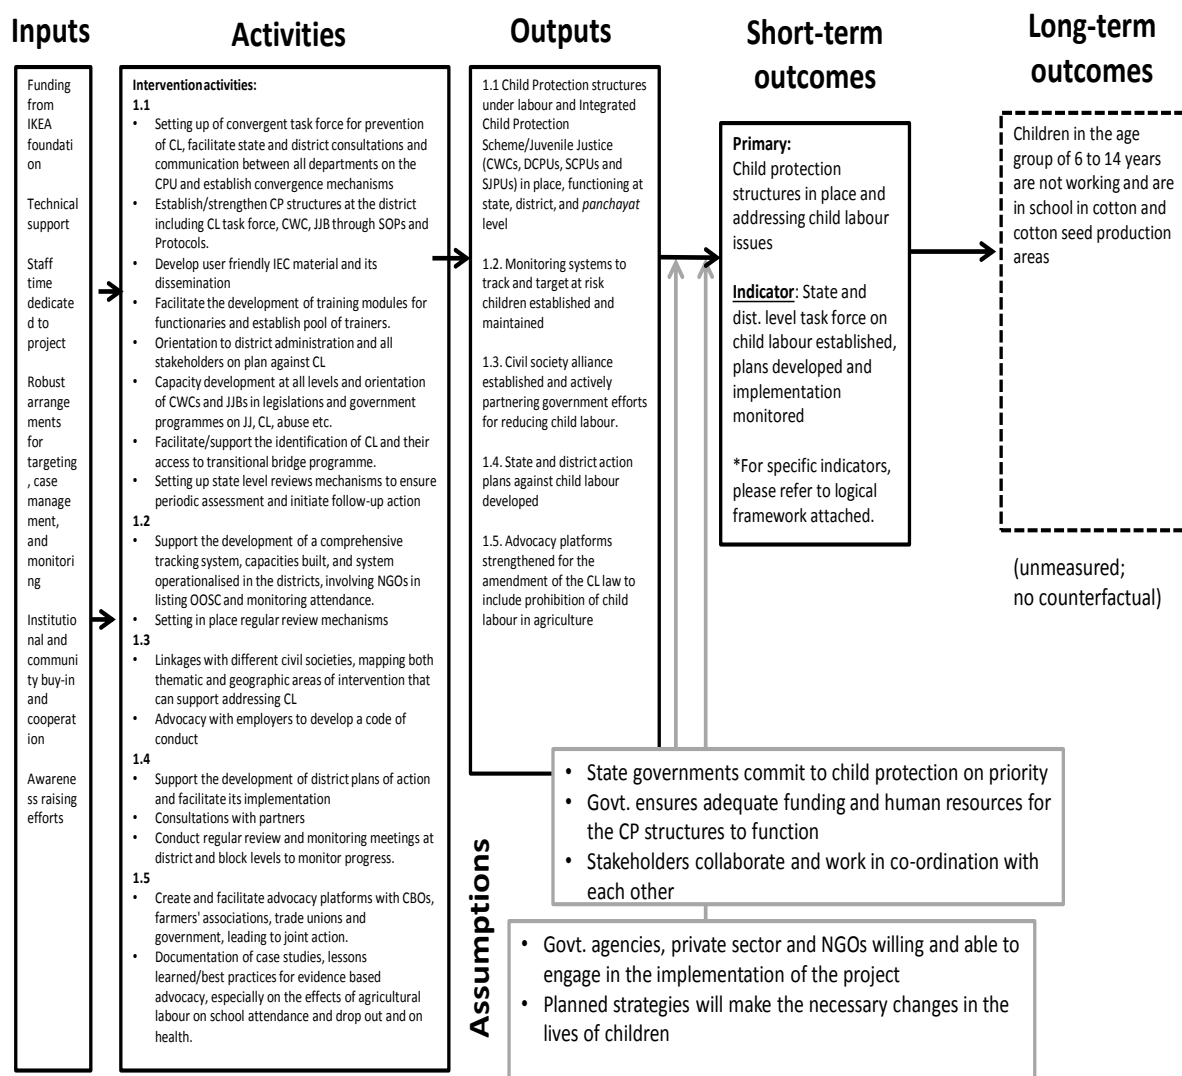 Inputs
Activities
Outputs
Short-term
outcomes
Long-term
outcomes
Funding
from
IKEA
foundati
on
Technical
support
Staff
time
dedicate
d to
project
Robust
arrange
ments
for
targeting
, case
manage
ment,
and
monitori
ng
Institutio
nal and
communi
ty buy-in
and
cooperat
ion
Awarene
ss raising
efforts
Intervention activities:
1.1
• Setting up of convergent task force for prevention
of CL, facilitate state and district consultations and
communication between all departments on the
CPU and establish convergence mechanisms
• Establish/strengthen CP structures at the district
including CL task force, CWC, JJB through SOPs and
Protocols.
• Develop user friendly IEC material and its
dissemination
• Facilitate the development of training modules for
functionaries and establish pool of trainers.
• Orientation to district administration and all
stakeholders on plan against CL
• Capacity development at all levels and orientation
of CWCs and JJBs in legislations and government
programmes on JJ, CL, abuse etc.
• Facilitate/support the identification of CL and their
access to transitional bridge programme.
• Setting up state level reviews mechanisms to ensure
periodic assessment and initiate follow-up action
1.2
• Support the development of a comprehensive
tracking system, capacities built, and system
operationalised in the districts, involving NGOs in
listing OOSC and monitoring attendance.
• Setting in place regular review mechanisms
1.3
• Linkages with different civil societies, mapping both
thematic and geographic areas of intervention that
can support addressing CL
• Advocacy with employers to develop a code of
conduct
1.4
• Support the development of district plans of action
and facilitate its implementation
• Consultations with partners
• Conduct regular review and monitoring meetings at
district and block levels to monitor progress.
1.5
• Create and facilitate advocacy platforms with CBOs,
farmers' associations, trade unions and
government, leading to joint action.
• Documentation of case studies, lessons
learned/best practices for evidence based
advocacy, especially on the effects of agricultural
labour on school attendance and drop out and on
health.
1.1 Child Protection structures
under labour and Integrated
Child Protection
Scheme/Juvenile Justice
(CWCs, DCPUs, SCPUs and
SJPUs) in place, functioning at
state, district, and panchayat
level
1.2. Monitoring systems to
track and target at risk
children established and
maintained
1.3. Civil society alliance
established and actively
partnering government efforts
for reducing child labour.
1.4. State and district action
plans against child labour
developed
1.5. Advocacy platforms
strengthened for the
amendment of the CL law to
include prohibition of child
labour in agriculture
Primary:
Child protection
structures in place and
addressing child labour
issues
Indicator: State and
dist. level task force on
child labour established,
plans developed and
implementation
monitored
*For specific indicators,
please refer to logical
framework attached.
Children in the age
group of 6 to 14 years
are not working and are
in school in cotton and
cotton seed production
areas
(unmeasured;
no counterfactual)
Assumptions
• State governments commit to child protection on priority
• Govt. ensures adequate funding and human resources for
the CP structures to function
• Stakeholders collaborate and work in co-ordination with
each other
• Govt. agencies, private sector and NGOs willing and able to
engage in the implementation of the project
• Planned strategies will make the necessary changes in the
lives of children